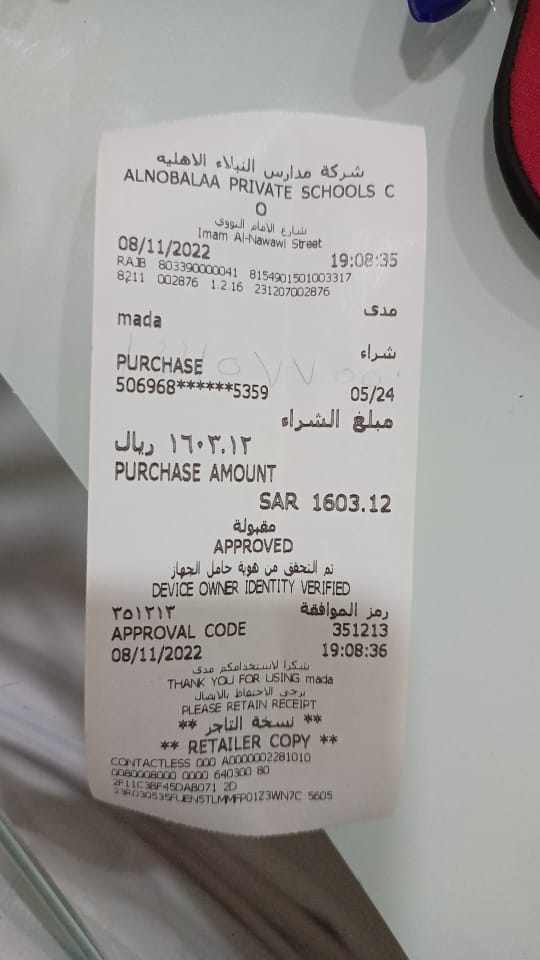 شركة مدارس النبلاء الاهليه
ALNOBALAA PRIVATE SCHOOLS C
O
شارع الامام النووي
Imam Al-Nawawi Street
08/11/2022 19:08:35
RAJB 803390000041 8154901501003317
8211 002876 1.2.16 231207002876
مدى
mada
شراء
PURCHASE
506968******5359 05/24
مبلغ الشراء
١٦٠٣.١٢ ريال
PURCHASE AMOUNT
SAR 1603.12
مقبولة
APPROVED
تم التحقق من هوية حامل الجهاز
DEVICE OWNER IDENTITY VERIFIED
رمز الموافقة ٣٥١٢١٣
APPROVAL CODE 351213
08/11/2022 19:08:36
شكرا لاستخدامكم مدى
THANK YOU FOR USING mada
يرجى الاحتفاظ بالايصال
PLEASE RETAIN RECEIPT
** نسخة التاجر **
** RETAILER COPY **
CONTACTLESS 000 A0000002281010
0080008000 0000 640300 80
2F11C38F45DAB071 2D
5605